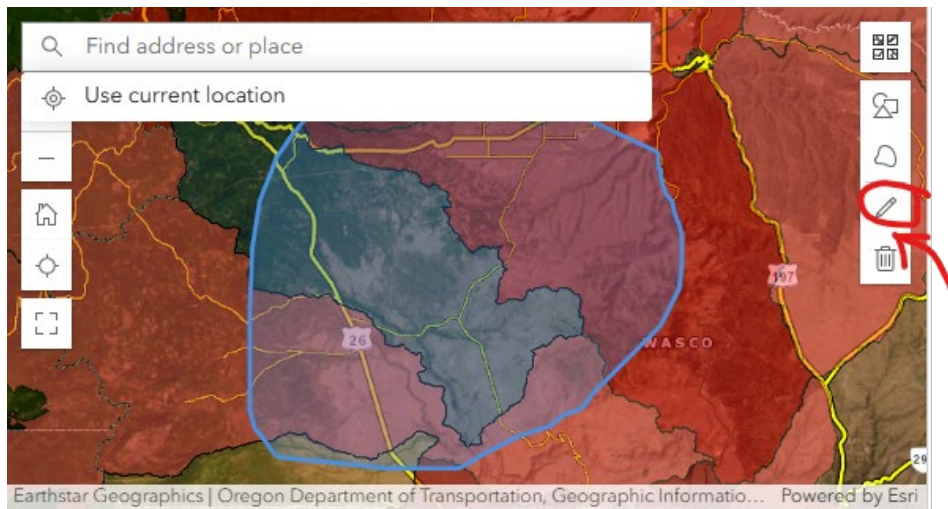 Find address or place
Use current location
197
26
WASCO
29
Earthstar Geographics | Oregon Department of Transportation, Geographic Informatio... Powered by Esri